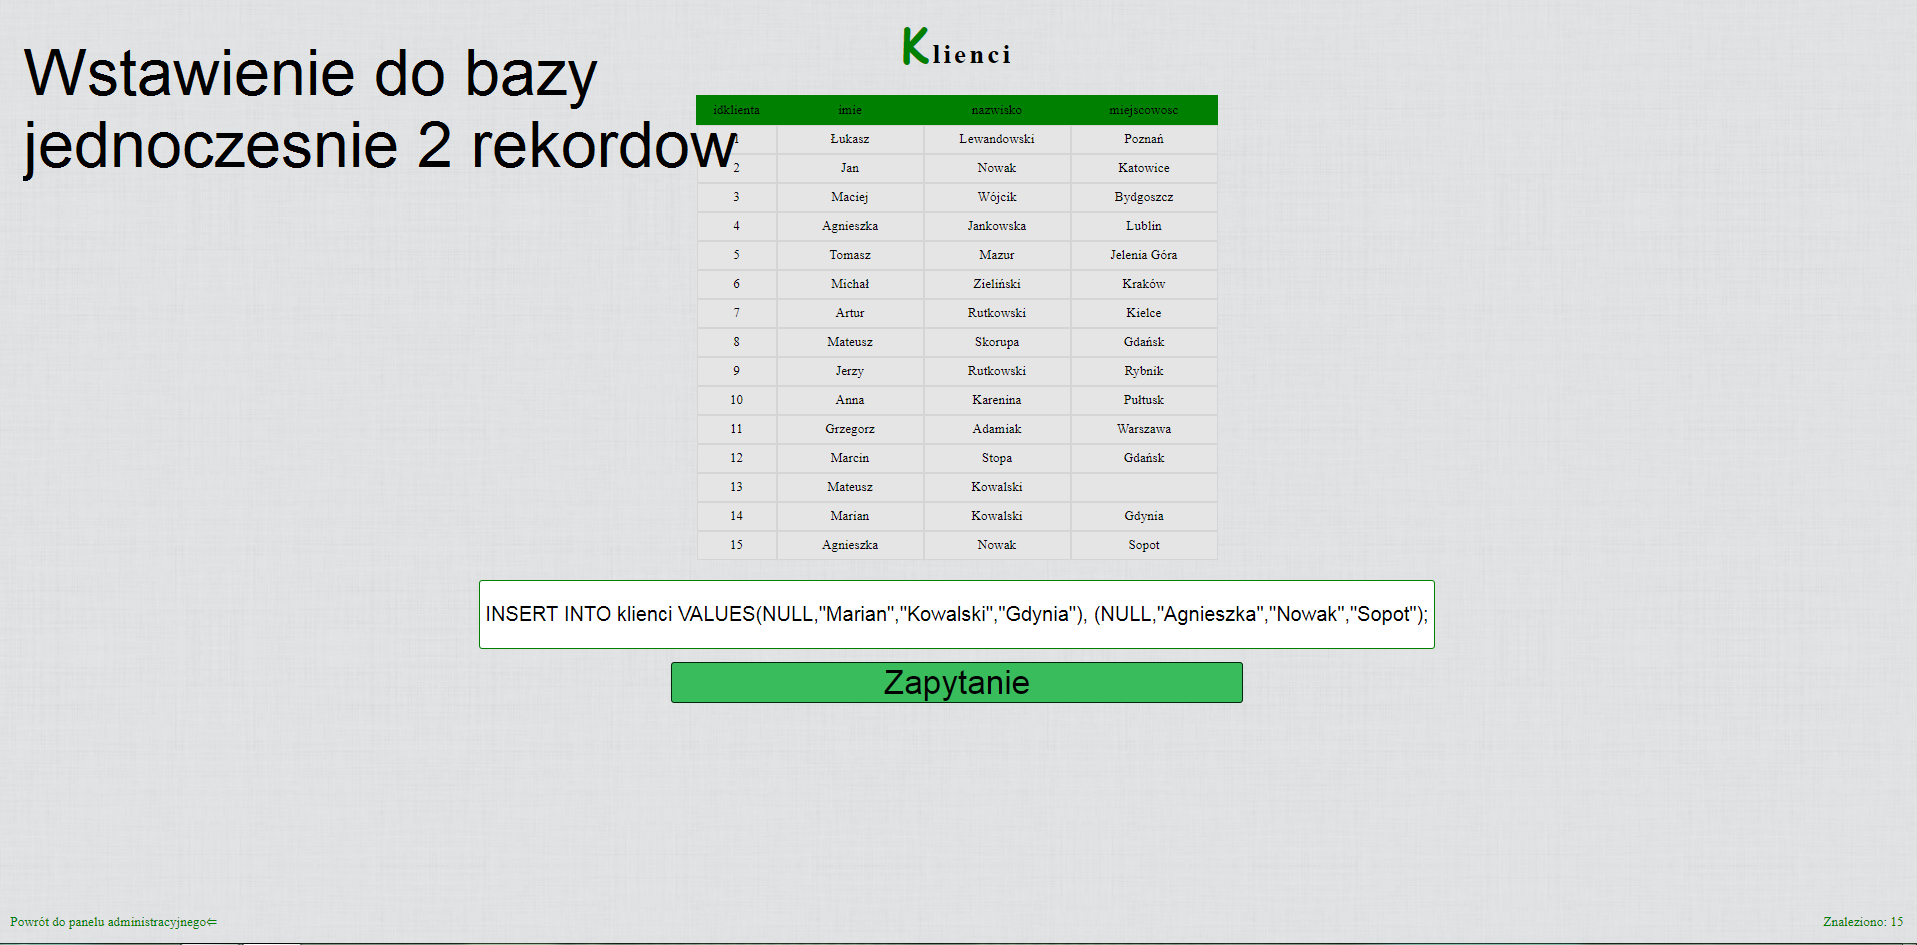 Klienci
Wstawienie do bazy
jednoczesnie 2 rekordow
idklienta imie nazwisko miejscowosc
1 Łukasz Lewandowski Poznań
2 Jan Nowak Katowice
3 Maciej Wójcik Bydgoszcz
4 Agnieszka Jankowska Lublin
5 Tomasz Mazur Jelenia Góra
6 Michał Zieliński Kraków
7 Artur Rutkowski Kielce
8 Mateusz Skorupa Gdańsk
9 Jerzy Rutkowski Rybnik
10 Anna Karenina Pułtusk
11 Grzegorz Adamiak Warszawa
12 Marcin Stopa Gdańsk
13 Mateusz Kowalski
14 Marian Kowalski Gdynia
15 Agnieszka Nowak Sopot
INSERT INTO klienci VALUES(NULL,"Marian","Kowalski","Gdynia"), (NULL,"Agnieszka","Nowak","Sopot");
Zapytanie
Powrót do panelu administracyjnego⇐
Znaleziono: 15